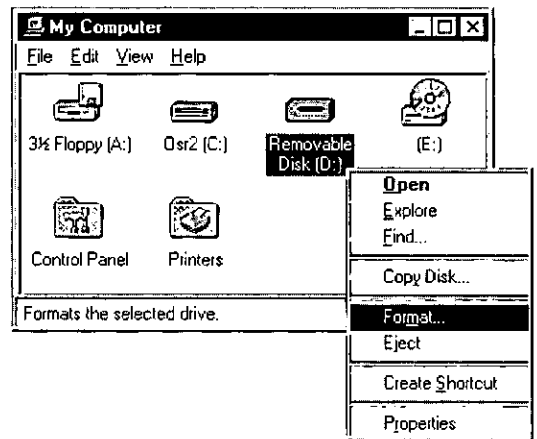 My Computer
File Edit View Help
3½ Floppy (A:) Osr2 (C:) Removable Disk (D:) (E:)
Control Panel Printers
Formats the selected drive.
Open
Explore
Find...
Copy Disk...
Format...
Eject
Create Shortcut
Properties